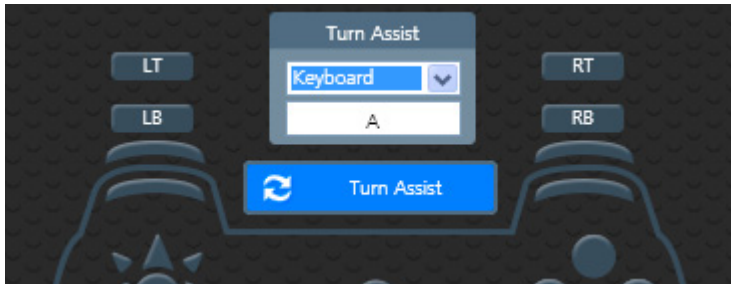 Turn Assist
LT
Keyboard
RT
LB
A
RB
Turn Assist